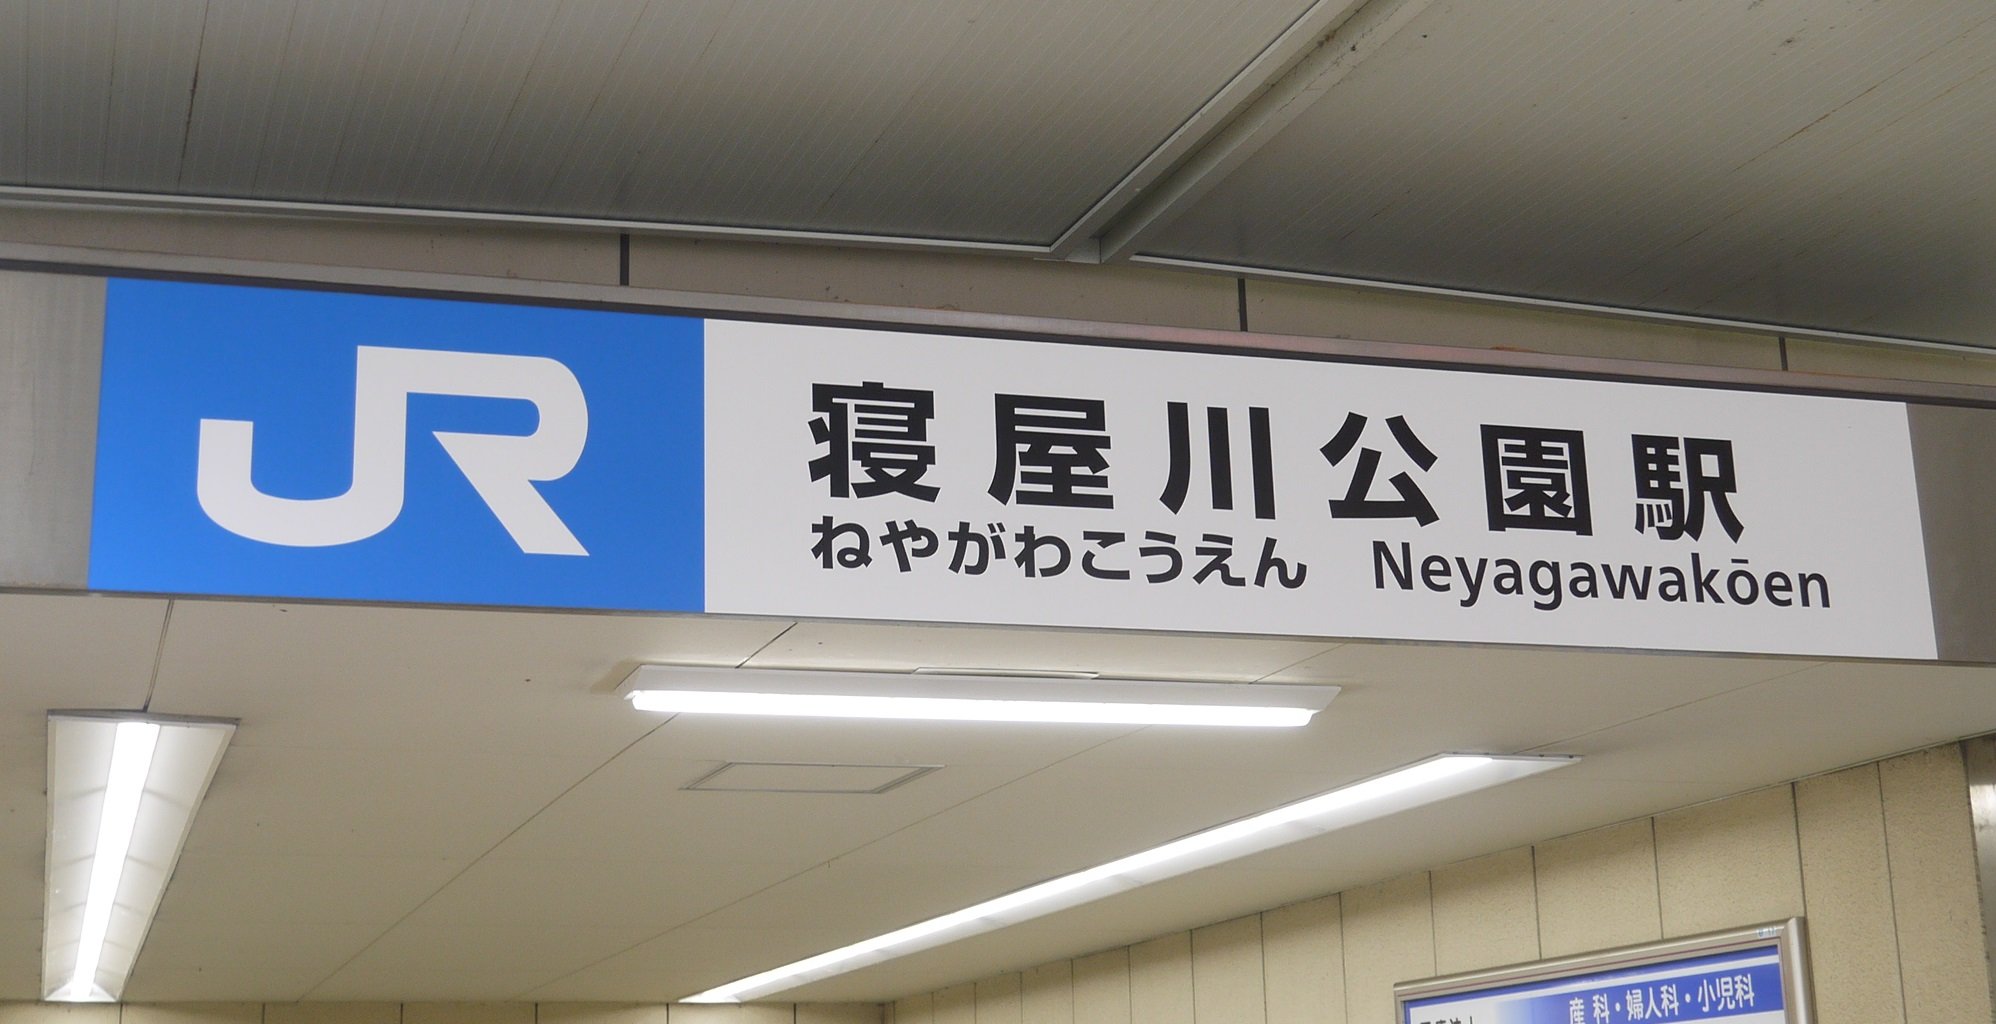 JR 寝屋川公園駅
ねやがわこうえん Neyagawakōen
産科・婦人科・小児科